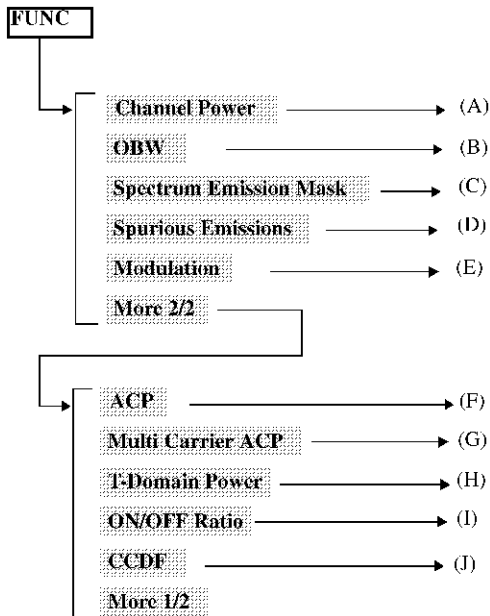 FUNC
Channel Power (A)
OBW (B)
Spectrum Emission Mask (C)
Spurious Emissions (D)
Modulation (E)
More 2/2
ACP (F)
Multi Carrier ACP (G)
T-Domain Power (H)
ON/OFF Ratio (I)
CCDF (J)
More 1/2